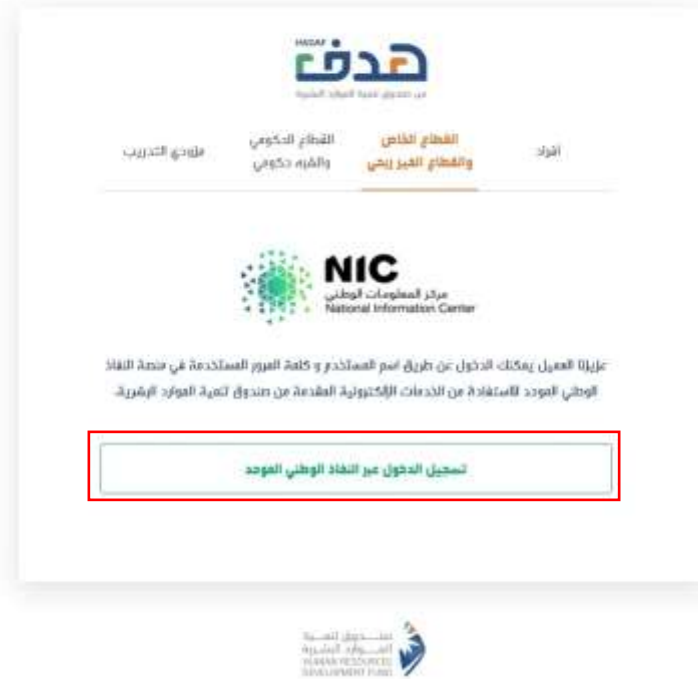 HADAF
هدف
من صندوق تنمية الموارد البشرية
أفراد
القطاع الخاص
والقطاع الغير ربحي
القطاع الحكومي
والشبه حكومي
مزودي التدريب
NIC
مركز المعلومات الوطني
National Information Center
عزيزنا العميل يمكنك الدخول عن طريق اسم المستخدم و كلمة المرور المستخدمة في منصة النفاذ
الوطني الموحد للاستفادة من الخدمات الإلكترونية المقدمة من صندوق تنمية الموارد البشرية.
تسجيل الدخول عبر النفاذ الوطني الموحد
صندوق تنمية
الموارد البشرية
HUMAN RESOURCES
DEVELOPMENT FUND